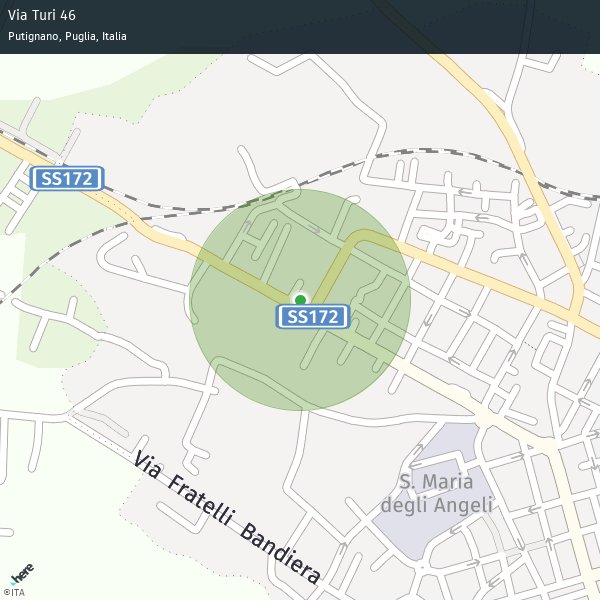 Via Turi 46
Putignano, Puglia, Italia
SS172
SS172
S. Maria
degli Angeli
Via Fratelli Bandiera
here
©ITA